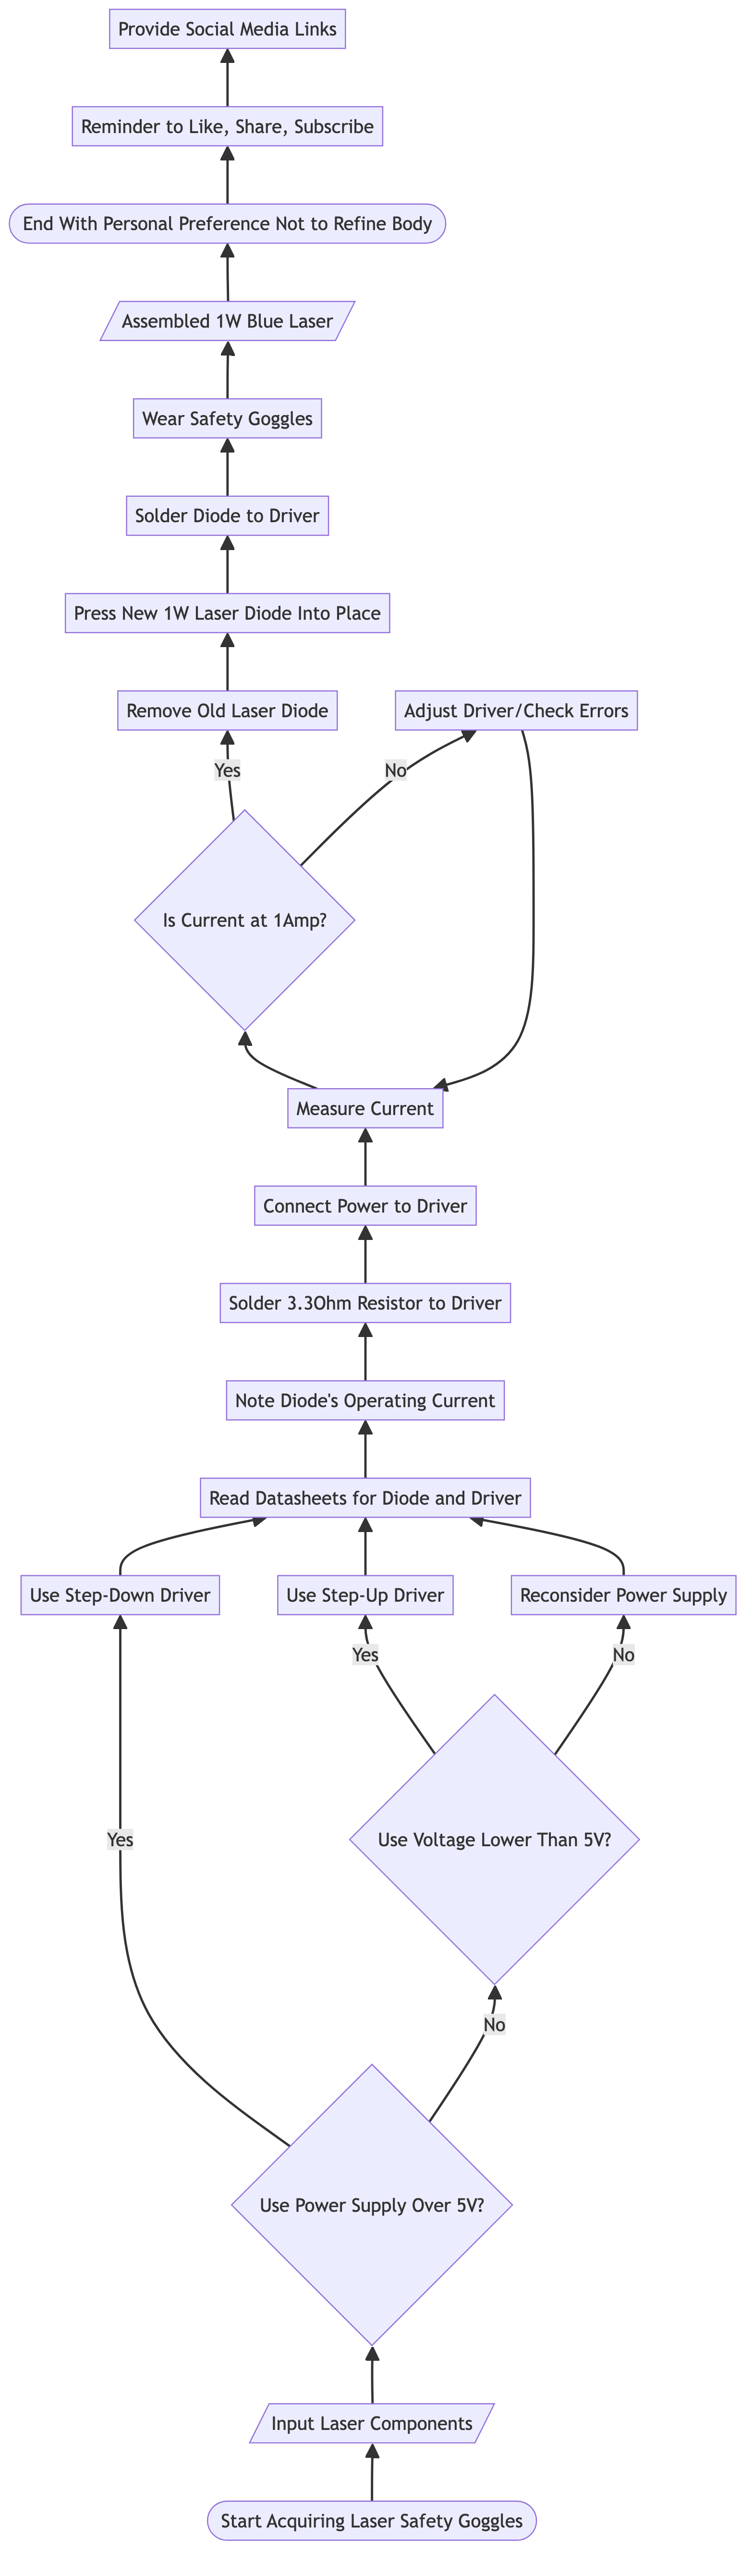 Provide Social Media Links
Reminder to Like, Share, Subscribe
End With Personal Preference Not to Refine Body
Assembled 1W Blue Laser
Wear Safety Goggles
Solder Diode to Driver
Press New 1W Laser Diode Into Place
Remove Old Laser Diode
Adjust Driver/Check Errors
Yes
No
Is Current at 1Amp?
Measure Current
Connect Power to Driver
Solder 3.3Ohm Resistor to Driver
Note Diode's Operating Current
Read Datasheets for Diode and Driver
Use Step-Down Driver
Use Step-Up Driver
Reconsider Power Supply
Yes
No
Use Voltage Lower Than 5V?
Yes
No
Use Power Supply Over 5V?
Input Laser Components
Start Acquiring Laser Safety Goggles